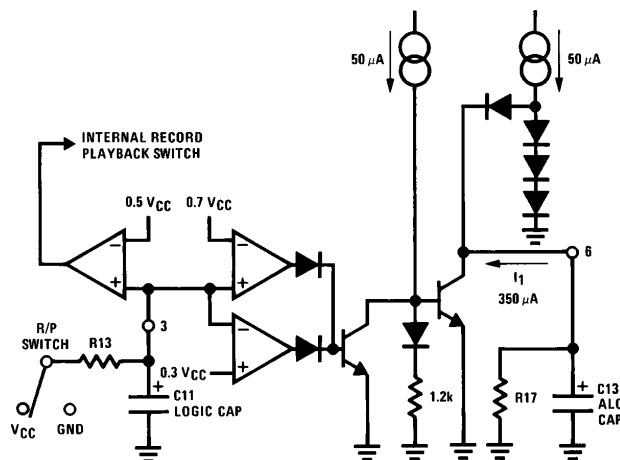 50 μA
50 μA
INTERNAL RECORD
PLAYBACK SWITCH
0.5 VCC
0.7 VCC
−
−
+
+
6
I1
350 μA
R/P
SWITCH
R13
3
−
+
0.3 VCC
+
C11
LOGIC CAP
VCC
GND
1.2k
R17
+
C13
ALC
CAP